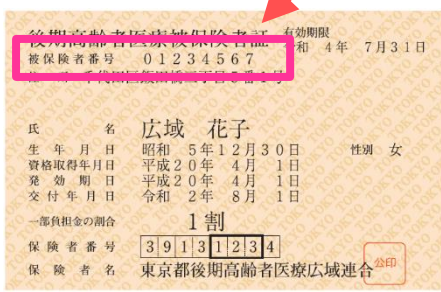 後期高齢者医療被保険者証
有効期限
令和 4年 7月31日
被保険者番号 01234567
氏名 広域 花子
生年月日 昭和 5年12月30日 性別 女
資格取得年月日 平成20年 4月 1日
発効期日 平成20年 4月 1日
交付年月日 令和 2年 8月 1日
一部負担金の割合 1割
保険者番号 39131234
保険者名 東京都後期高齢者医療広域連合
公印